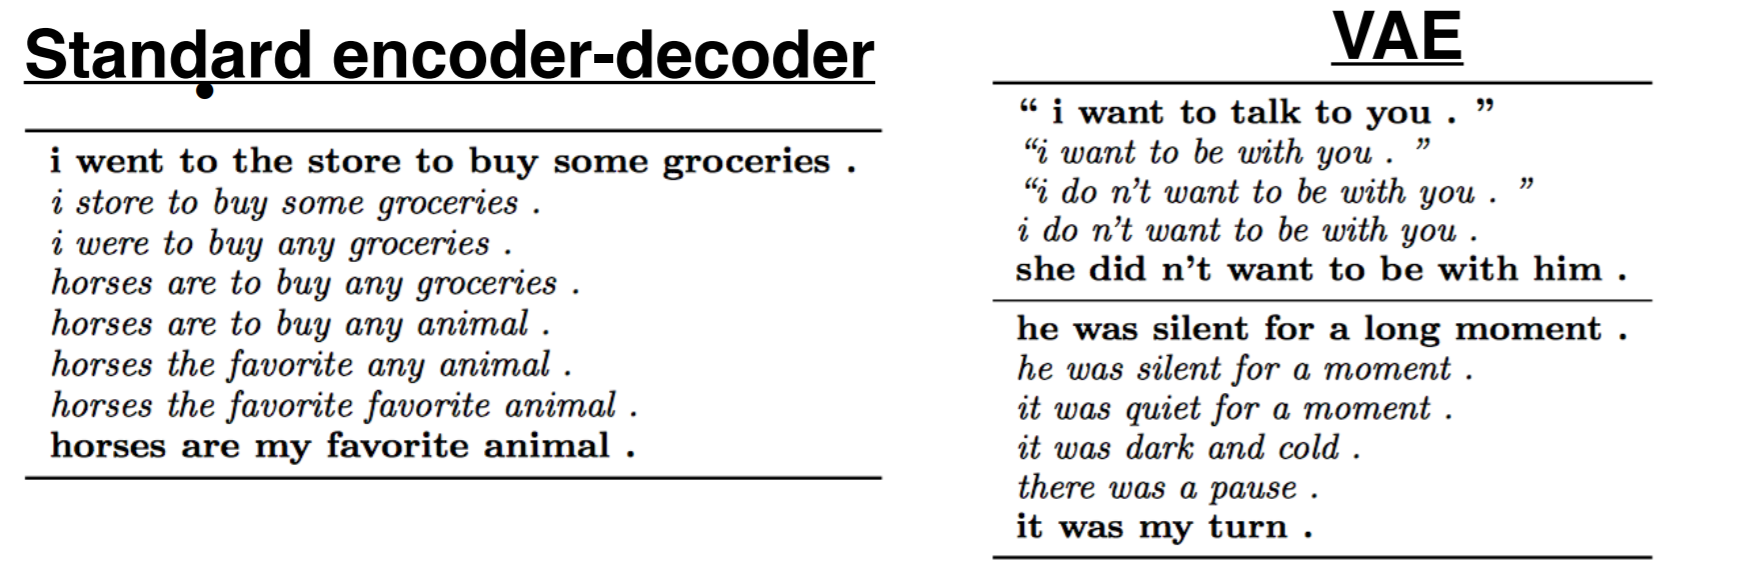 Standard encoder-decoder
•
i went to the store to buy some groceries .
i store to buy some groceries .
i were to buy any groceries .
horses are to buy any groceries .
horses are to buy any animal .
horses the favorite any animal .
horses the favorite favorite animal .
horses are my favorite animal .
VAE
“ i want to talk to you . ”
“i want to be with you . ”
“i do n’t want to be with you . ”
i do n’t want to be with you .
she did n’t want to be with him .
he was silent for a long moment .
he was silent for a moment .
it was quiet for a moment .
it was dark and cold .
there was a pause .
it was my turn .